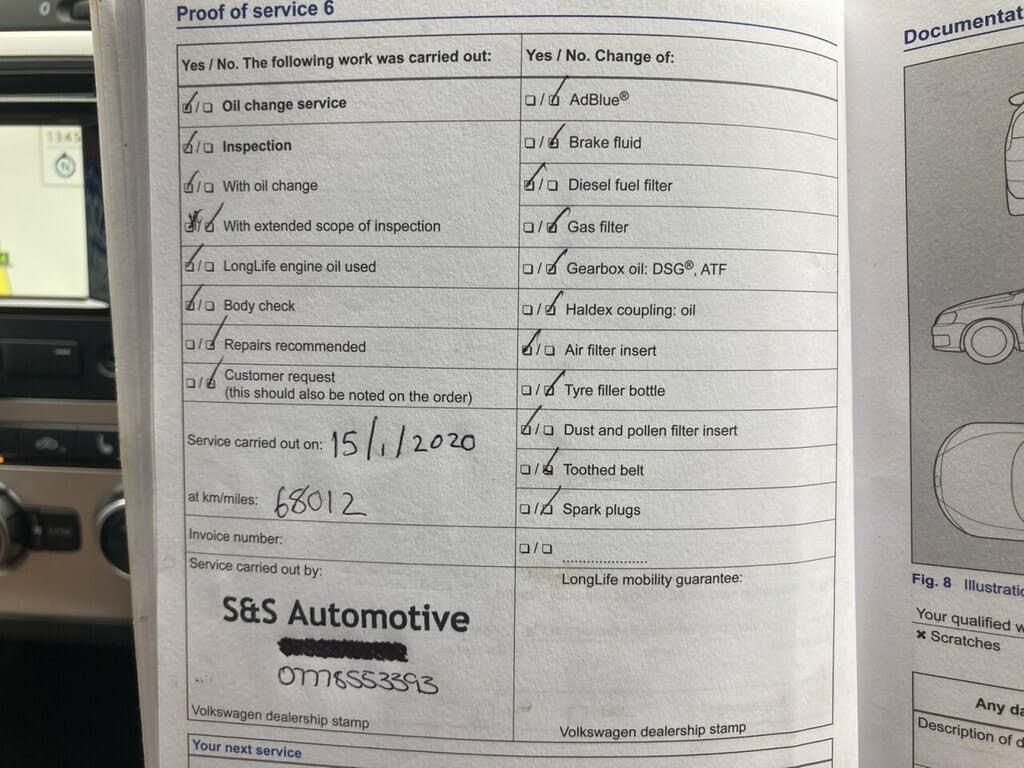 Proof of service 6
Yes / No. The following work was carried out:
☑/☐ Oil change service
☑/☐ Inspection
☑/☐ With oil change
☑/☑ With extended scope of inspection
☑/☐ LongLife engine oil used
☑/☐ Body check
☐/☑ Repairs recommended
☐/☑ Customer request
(this should also be noted on the order)
Service carried out on: 15/1/2020
at km/miles: 68012
Invoice number:
Service carried out by:
S&S Automotive
07778553393
Volkswagen dealership stamp
Yes / No. Change of:
☐/☑ AdBlue®
☐/☑ Brake fluid
☑/☐ Diesel fuel filter
☐/☑ Gas filter
☐/☑ Gearbox oil: DSG®, ATF
☐/☑ Haldex coupling: oil
☑/☐ Air filter insert
☐/☑ Tyre filler bottle
☑/☐ Dust and pollen filter insert
☐/☑ Toothed belt
☐/☑ Spark plugs
☐/☐ ......................
LongLife mobility guarantee:
Volkswagen dealership stamp
Your next service
Documentat
Fig. 8 Illustratio
Your qualified w
✖ Scratches
Any da
Description of d